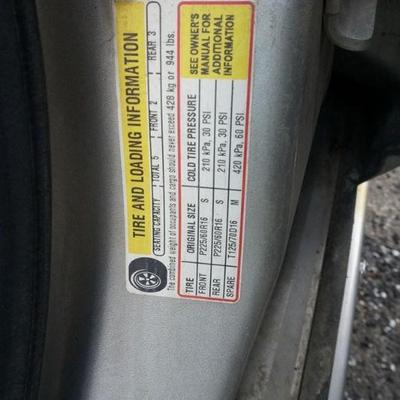 TIRE AND LOADING INFORMATION
SEATING CAPACITY TOTAL 5 FRONT 2 REAR 3
The combined weight of occupants and cargo should never exceed 428 kg or 944 lbs.
TIRE ORIGINAL SIZE COLD TIRE PRESSURE
FRONT P225/60R16 S 210 kPa, 30 PSI
REAR P225/60R16 S 210 kPa, 30 PSI
SPARE T125/70D16 M 420 kPa, 60 PSI
SEE OWNER'S
MANUAL FOR
ADDITIONAL
INFORMATION